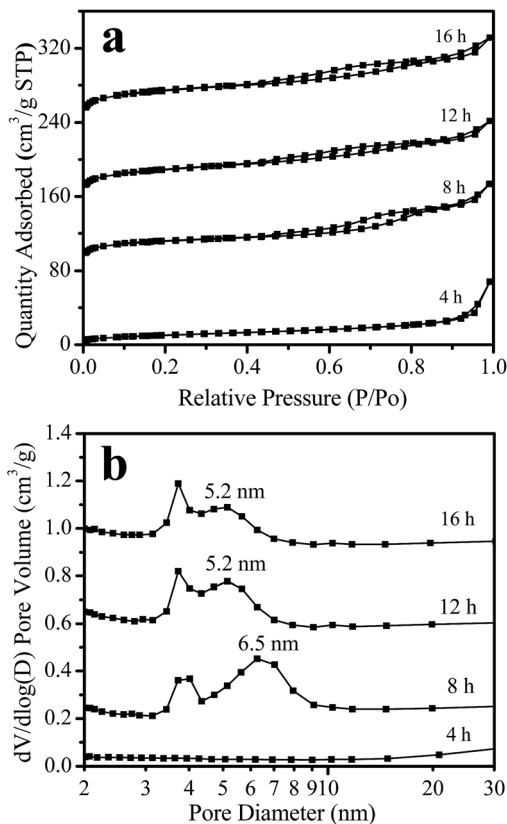 a
320
240
160
80
0
16 h
12 h
8 h
4 h
0.0 0.2 0.4 0.6 0.8 1.0
Relative Pressure (P/Po)
Quantity Adsorbed (cm³/g STP)
b
1.4
1.2
1.0
0.8
0.6
0.4
0.2
0.0
5.2 nm
16 h
5.2 nm
12 h
6.5 nm
8 h
4 h
2 3 4 5 6 7 8 910 20 30
Pore Diameter (nm)
dV/dlog(D) Pore Volume (cm³/g)